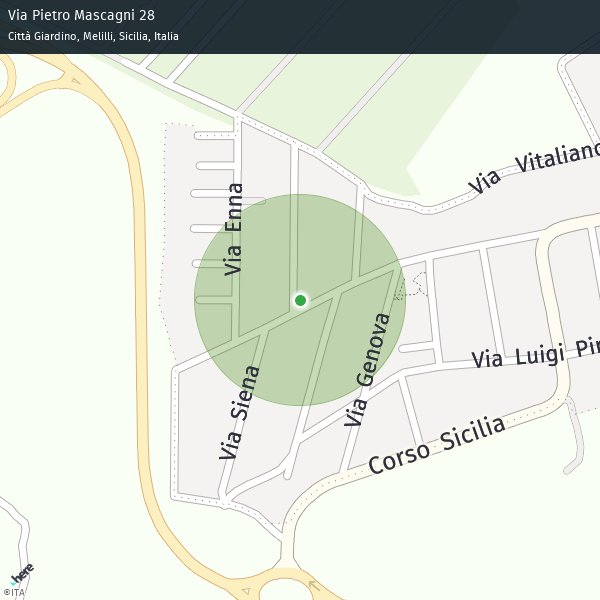 Via Pietro Mascagni 28
Città Giardino, Melilli, Sicilia, Italia
Via Vitaliano
Via Enna
Via Genova
Via Luigi Pir
Via Siena
Corso Sicilia
here
©ITA